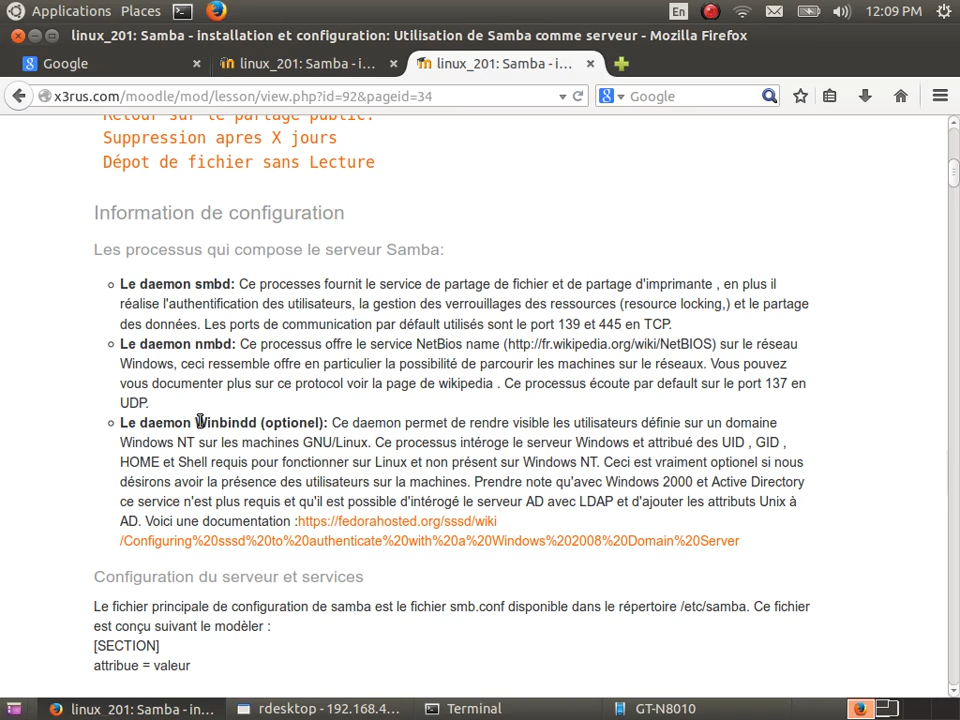 Applications Places En 12:09 PM
linux_201: Samba - installation et configuration: Utilisation de Samba comme serveur - Mozilla Firefox
Google linux_201: Samba - i... linux_201: Samba - i...
x3rus.com/moodle/mod/lesson/view.php?id=92&pageid=34 Google
Retour sur le partage public.
Suppression apres X jours
Dépot de fichier sans Lecture
Information de configuration
Les processus qui compose le serveur Samba:
Le daemon smbd: Ce processes fournit le service de partage de fichier et de partage d'imprimante , en plus il
réalise l'authentification des utilisateurs, la gestion des verrouillages des ressources (resource locking,) et le partage
des données. Les ports de communication par défault utilisés sont le port 139 et 445 en TCP.
Le daemon nmbd: Ce processus offre le service NetBios name (http://fr.wikipedia.org/wiki/NetBIOS) sur le réseau
Windows, ceci ressemble offre en particulier la possibilité de parcourir les machines sur le réseaux. Vous pouvez
vous documenter plus sur ce protocol voir la page de wikipedia . Ce processus écoute par default sur le port 137 en
UDP.
Le daemon Winbindd (optionel): Ce daemon permet de rendre visible les utilisateurs définie sur un domaine
Windows NT sur les machines GNU/Linux. Ce processus intéroge le serveur Windows et attribué des UID , GID ,
HOME et Shell requis pour fonctionner sur Linux et non présent sur Windows NT. Ceci est vraiment optionel si nous
désirons avoir la présence des utilisateurs sur la machines. Prendre note qu'avec Windows 2000 et Active Directory
ce service n'est plus requis et qu'il est possible d'intérogé le serveur AD avec LDAP et d'ajouter les attributs Unix à
AD. Voici une documentation :https://fedorahosted.org/sssd/wiki
/Configuring%20sssd%20to%20authenticate%20with%20a%20Windows%202008%20Domain%20Server
Configuration du serveur et services
Le fichier principale de configuration de samba est le fichier smb.conf disponible dans le répertoire /etc/samba. Ce fichier
est conçu suivant le modèler :
[SECTION]
attribue = valeur
linux_201: Samba - in... rdesktop - 192.168.4... Terminal GT-N8010